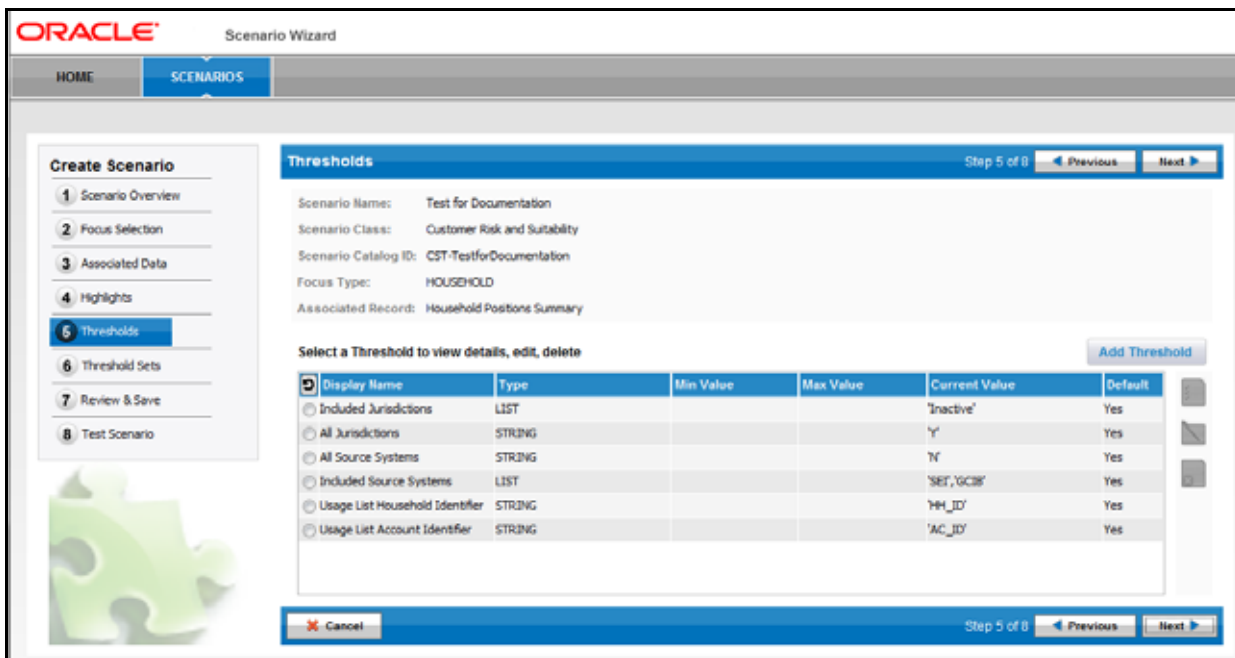 ORACLE Scenario Wizard
HOME SCENARIOS
Create Scenario
1 Scenario Overview
2 Focus Selection
3 Associated Data
4 Highlights
5 Thresholds
6 Threshold Sets
7 Review & Save
8 Test Scenario
Thresholds Step 5 of 8 Previous Next
Scenario Name: Test for Documentation
Scenario Class: Customer Risk and Suitability
Scenario Catalog ID: CST-TestforDocumentation
Focus Type: HOUSEHOLD
Associated Record: Household Positions Summary
Select a Threshold to view details, edit, delete Add Threshold
Display Name Type Min Value Max Value Current Value Default
Included Jurisdictions LIST 'Inactive' Yes
All Jurisdictions STRING 'Y' Yes
All Source Systems STRING 'N' Yes
Included Source Systems LIST 'SEI','GCIB' Yes
Usage List Household Identifier STRING 'HH_ID' Yes
Usage List Account Identifier STRING 'AC_ID' Yes
Cancel Step 5 of 8 Previous Next